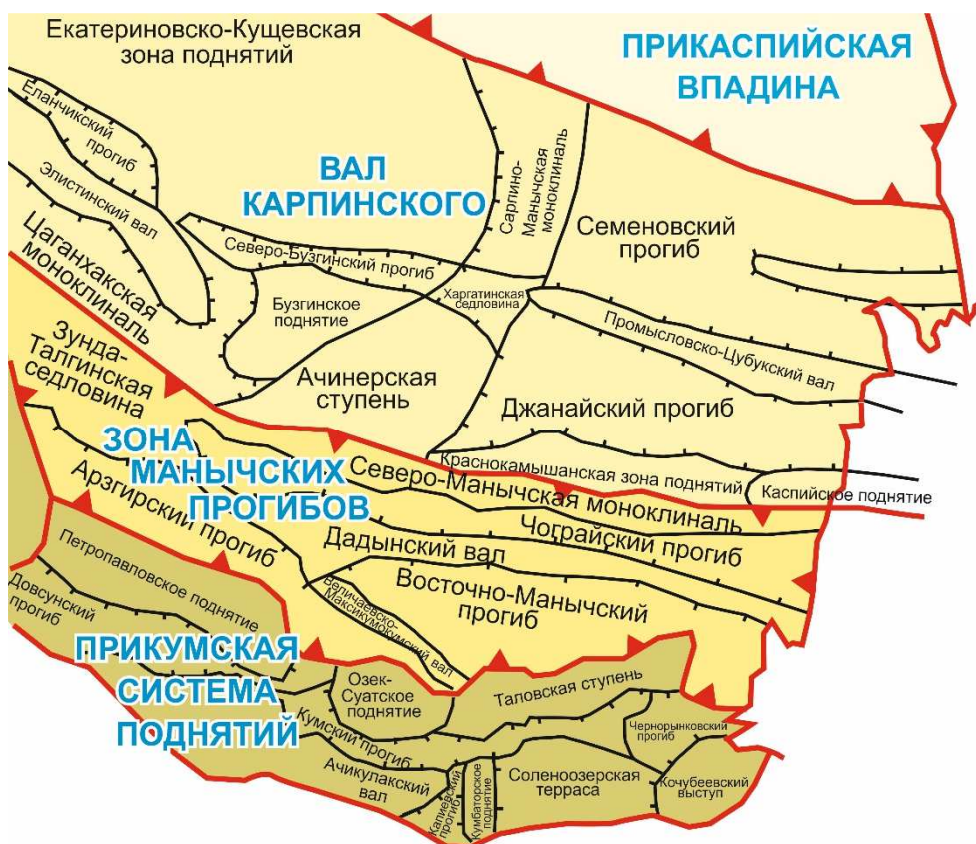 Екатериновско-Кущевская
зона поднятий
ПРИКАСПИЙСКАЯ
ВПАДИНА
Еланчикский
прогиб
ВАЛ
КАРПИНСКОГО
Сарпино-
Манычская
моноклиналь
Элистинский вал
Семеновский
прогиб
Цаганхакская
моноклиналь
Северо-Бузгинский прогиб
Харгатинская
седловина
Бузгинское
поднятие
Промысловско-Цубукский вал
Зунда-
Талгинская
седловина
Ачинерская
ступень
Джанайский прогиб
ЗОНА
МАНЫЧСКИХ
ПРОГИБОВ
Краснокамышанская зона поднятий
Каспийское поднятие
Северо-Манычская моноклиналь
Арзгирский прогиб
Чограйский прогиб
Дадынский вал
Восточно-Манычский
прогиб
Величаевско-
Максимокумский вал
Петропавловское поднятие
Довсунский
прогиб
ПРИКУМСКАЯ
СИСТЕМА
ПОДНЯТИЙ
Озек-
Суатское
поднятие
Таловская ступень
Кумский прогиб
Чернорынковский
прогиб
Ачикулакский
вал
Капиевский
прогиб
Кумбаторское
поднятие
Соленоозерская
терраса
Кочубеевский
выступ